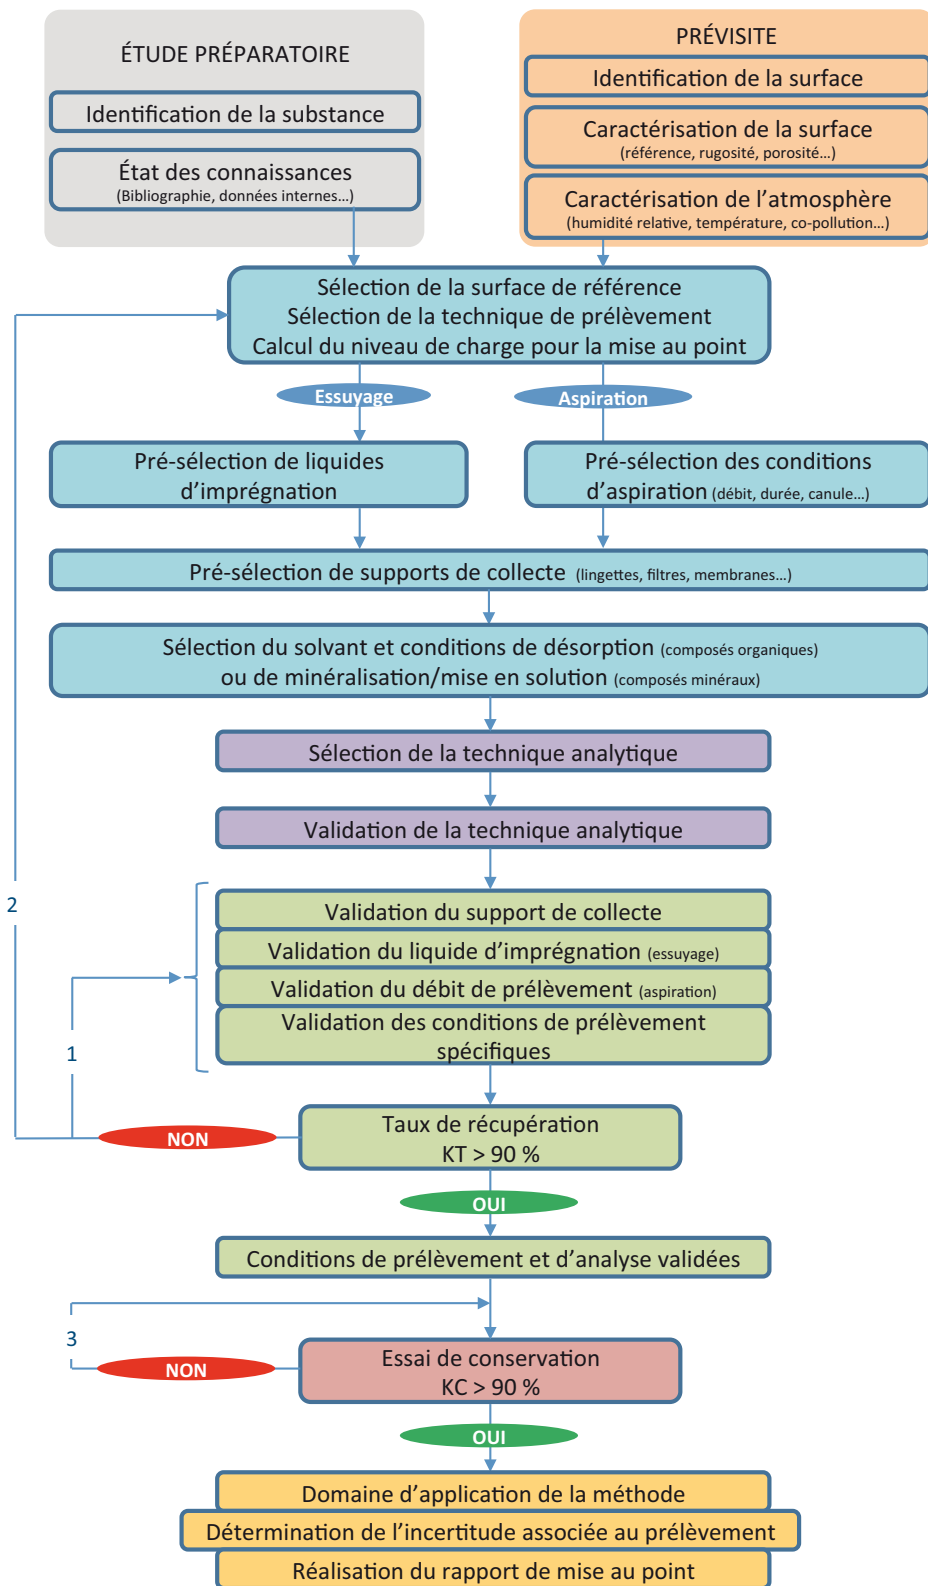 ÉTUDE PRÉPARATOIRE
Identification de la substance
État des connaissances
(Bibliographie, données internes…)
PRÉVISITE
Identification de la surface
Caractérisation de la surface
(référence, rugosité, porosité…)
Caractérisation de l’atmosphère
(humidité relative, température, co-pollution…)
Sélection de la surface de référence
Sélection de la technique de prélèvement
Calcul du niveau de charge pour la mise au point
Essuyage
Aspiration
Pré-sélection de liquides
d’imprégnation
Pré-sélection des conditions
d’aspiration (débit, durée, canule…)
Pré-sélection de supports de collecte (lingettes, filtres, membranes…)
Sélection du solvant et conditions de désorption (composés organiques)
ou de minéralisation/mise en solution (composés minéraux)
Sélection de la technique analytique
Validation de la technique analytique
2
Validation du support de collecte
Validation du liquide d’imprégnation (essuyage)
Validation du débit de prélèvement (aspiration)
Validation des conditions de prélèvement
spécifiques
1
Taux de récupération
KT > 90 %
NON
OUI
Conditions de prélèvement et d’analyse validées
3
Essai de conservation
KC > 90 %
NON
OUI
Domaine d’application de la méthode
Détermination de l’incertitude associée au prélèvement
Réalisation du rapport de mise au point